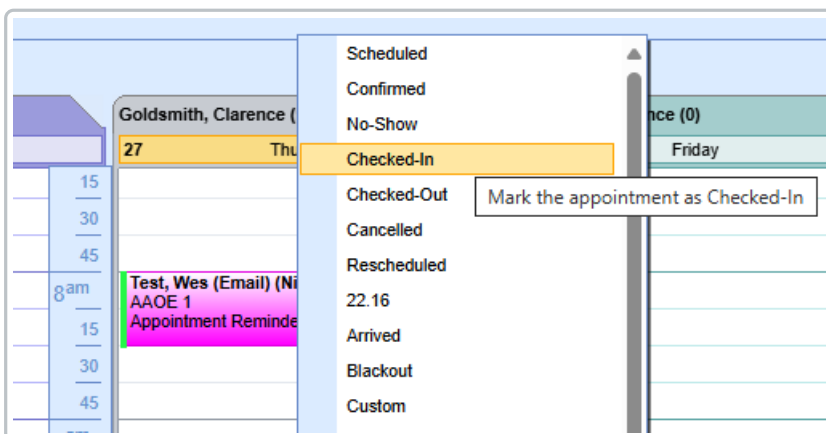 Scheduled
Confirmed
No-Show
Checked-In
Checked-Out
Cancelled
Rescheduled
22.16
Arrived
Blackout
Custom
Mark the appointment as Checked-In
Goldsmith, Clarence (
27 Thu
nce (0)
Friday
15
30
45
8am
15
30
45
Test, Wes (Email) (Ni
AAOE 1
Appointment Reminde